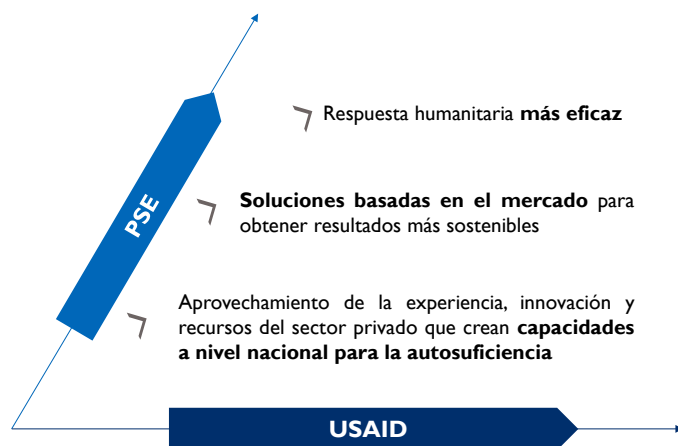 Respuesta humanitaria más eficaz
PSE
Soluciones basadas en el mercado para
obtener resultados más sostenibles
Aprovechamiento de la experiencia, innovación y
recursos del sector privado que crean capacidades
a nivel nacional para la autosuficiencia
USAID